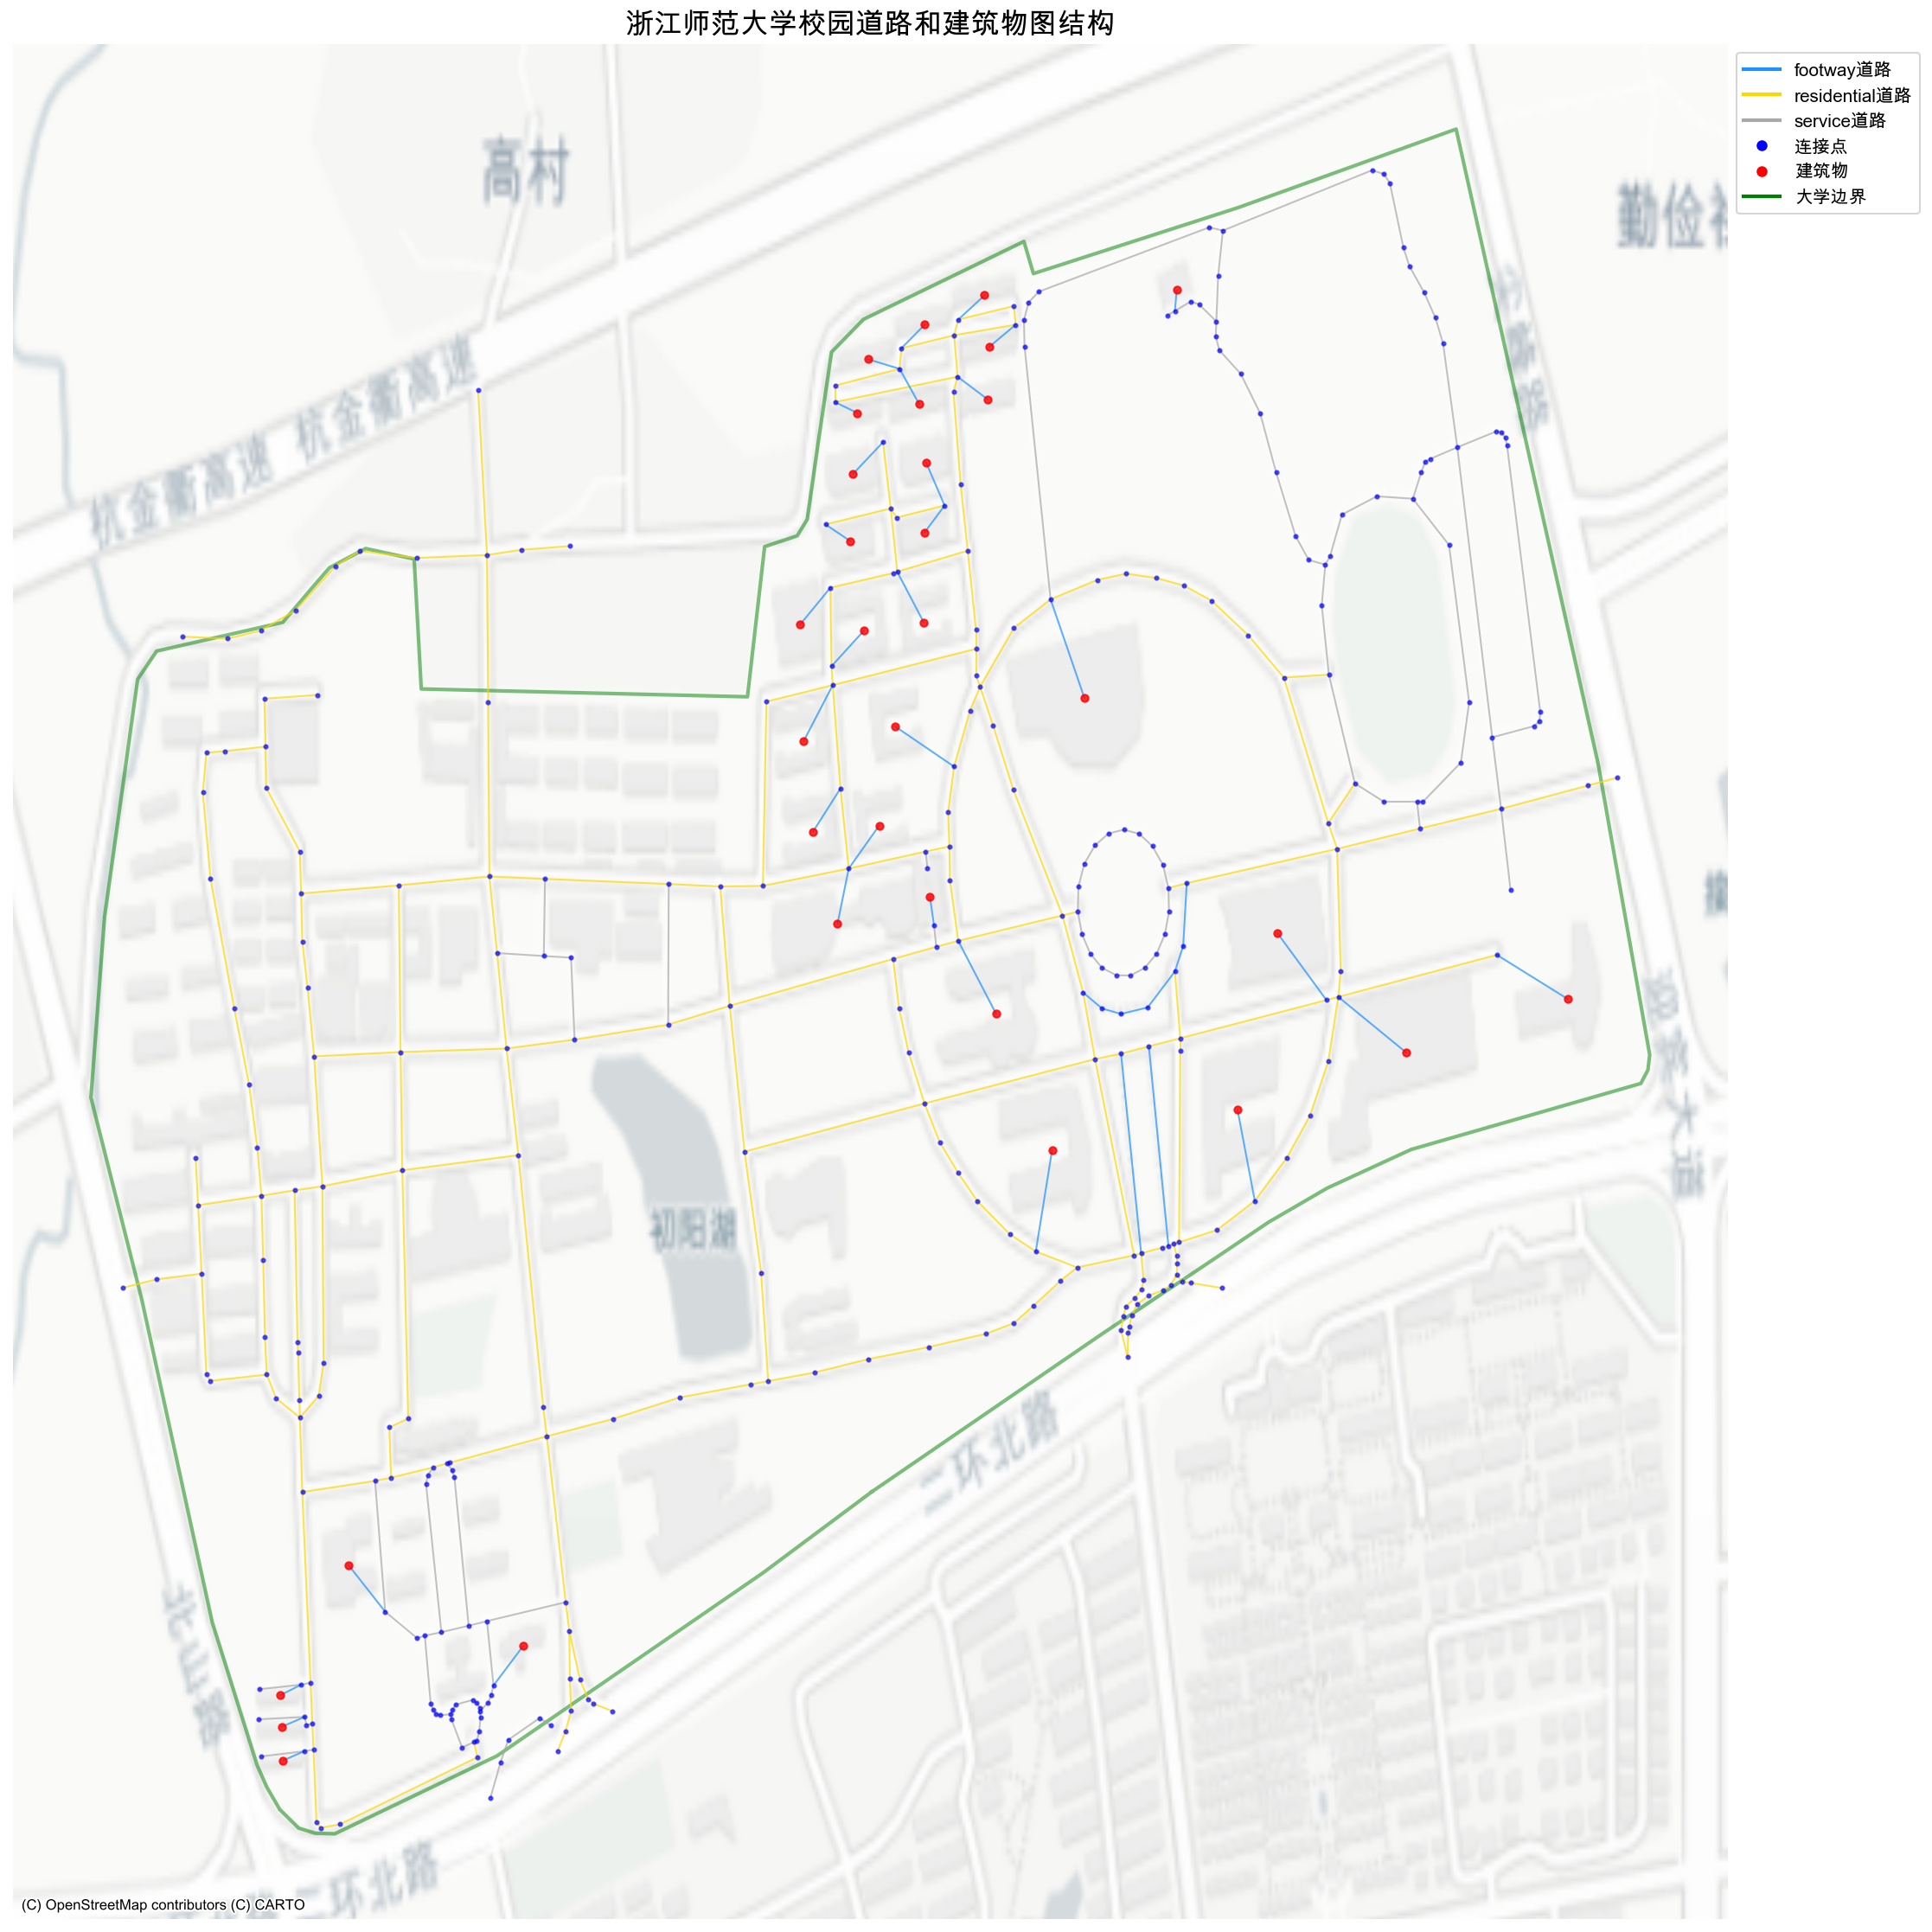 浙江师范大学校园道路和建筑物图结构
footway道路
residential道路
service道路
连接点
建筑物
大学边界
高村
勤俭
杭金衢高速 杭金衢高速
迎宾大道
初阳湖
二环北路
北山路
二环北路
(C) OpenStreetMap contributors (C) CARTO